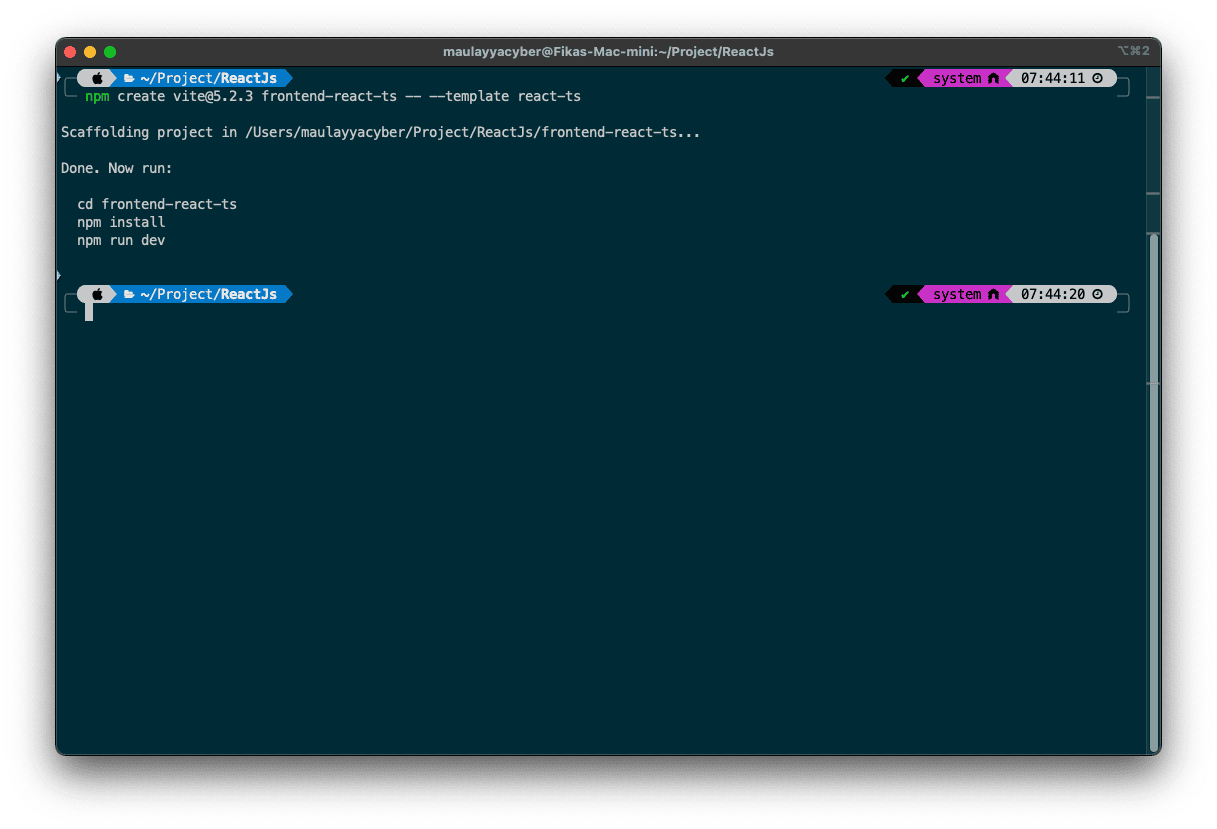 maulayyacyber@Fikas-Mac-mini:~/Project/ReactJs ⌥⌘2
~/Project/ReactJs ✔ system 07:44:11
npm create vite@5.2.3 frontend-react-ts -- --template react-ts
Scaffolding project in /Users/maulayyacyber/Project/ReactJs/frontend-react-ts...
Done. Now run:
cd frontend-react-ts
npm install
npm run dev
~/Project/ReactJs ✔ system 07:44:20